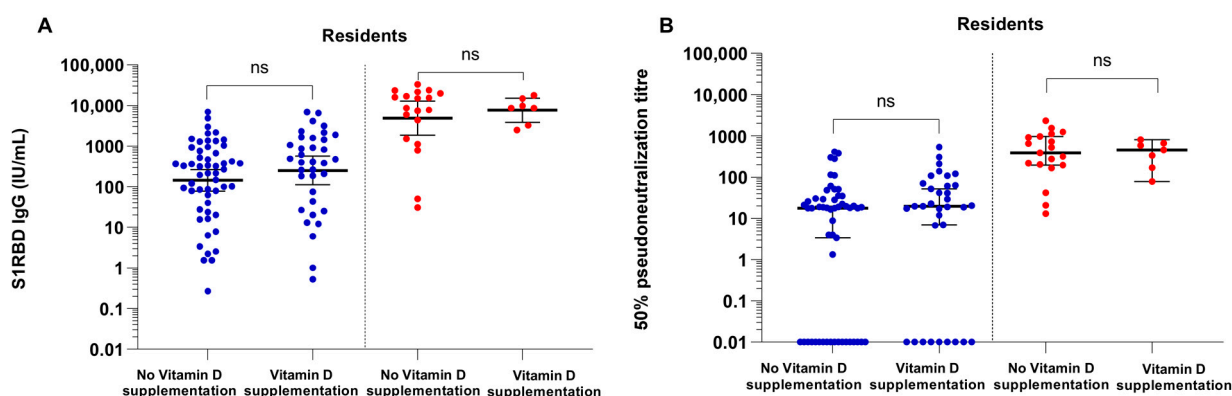 A
Residents
ns
ns
S1RBD IgG (IU/mL)
100,000
10,000
1000
100
10
1
0.1
0.01
No Vitamin D
supplementation
Vitamin D
supplementation
No Vitamin D
supplementation
Vitamin D
supplementation
B
Residents
ns
ns
50% pseudoneutralization titre
100,000
10,000
1000
100
10
1
0.1
0.01
No Vitamin D
supplementation
Vitamin D
supplementation
No Vitamin D
supplementation
Vitamin D
supplementation